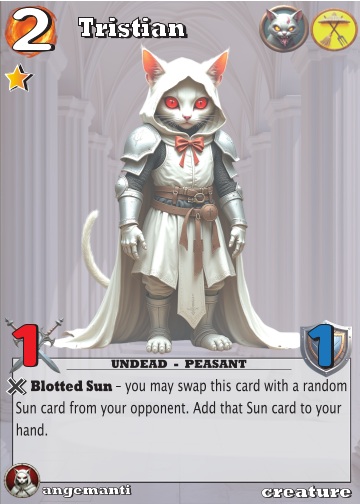 2 Tristian
1 1
UNDEAD - PEASANT
Blotted Sun - you may swap this card with a random
Sun card from your opponent. Add that Sun card to your
hand.
angemanti creature